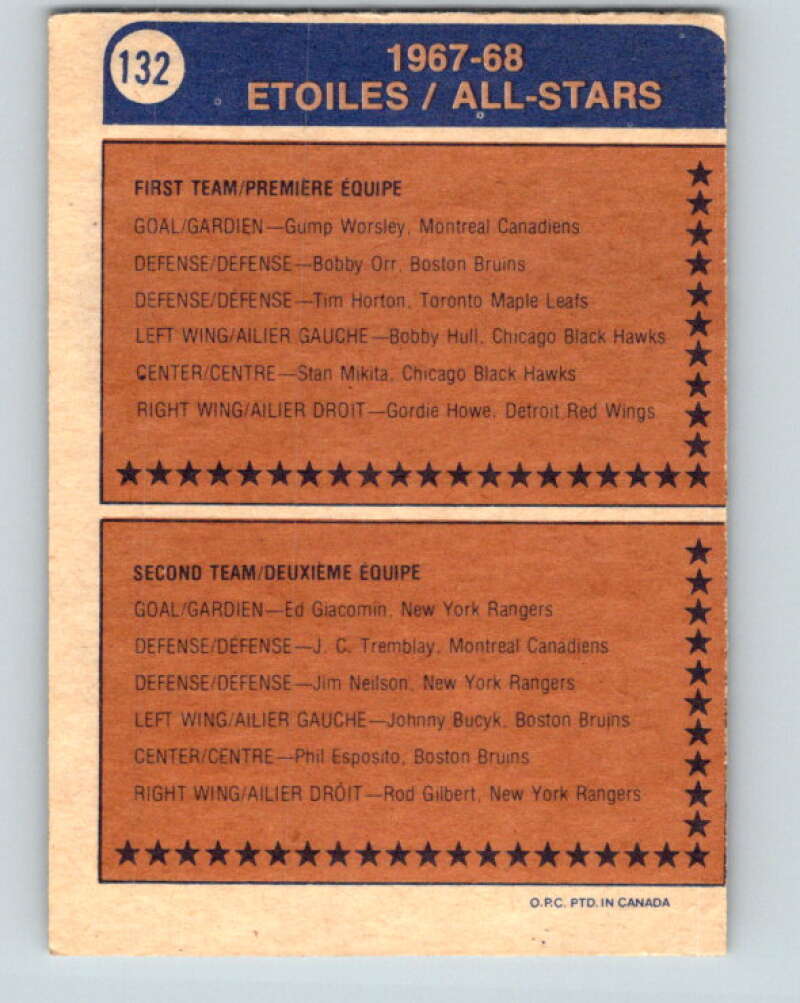 132
1967-68
ETOILES / ALL-STARS
FIRST TEAM/PREMIÈRE ÉQUIPE
GOAL/GARDIEN—Gump Worsley, Montreal Canadiens
DEFENSE/DÉFENSE—Bobby Orr, Boston Bruins
DEFENSE/DÉFENSE—Tim Horton, Toronto Maple Leafs
LEFT WING/AILIER GAUCHE—Bobby Hull, Chicago Black Hawks
CENTER/CENTRE—Stan Mikita, Chicago Black Hawks
RIGHT WING/AILIER DROIT—Gordie Howe, Detroit Red Wings
SECOND TEAM/DEUXIÈME ÉQUIPE
GOAL/GARDIEN—Ed Giacomin, New York Rangers
DEFENSE/DÉFENSE—J. C. Tremblay, Montreal Canadiens
DEFENSE/DÉFENSE—Jim Neilson, New York Rangers
LEFT WING/AILIER GAUCHE—Johnny Bucyk, Boston Bruins
CENTER/CENTRE—Phil Esposito, Boston Bruins
RIGHT WING/AILIER DROIT—Rod Gilbert, New York Rangers
O.P.C. PTD. IN CANADA